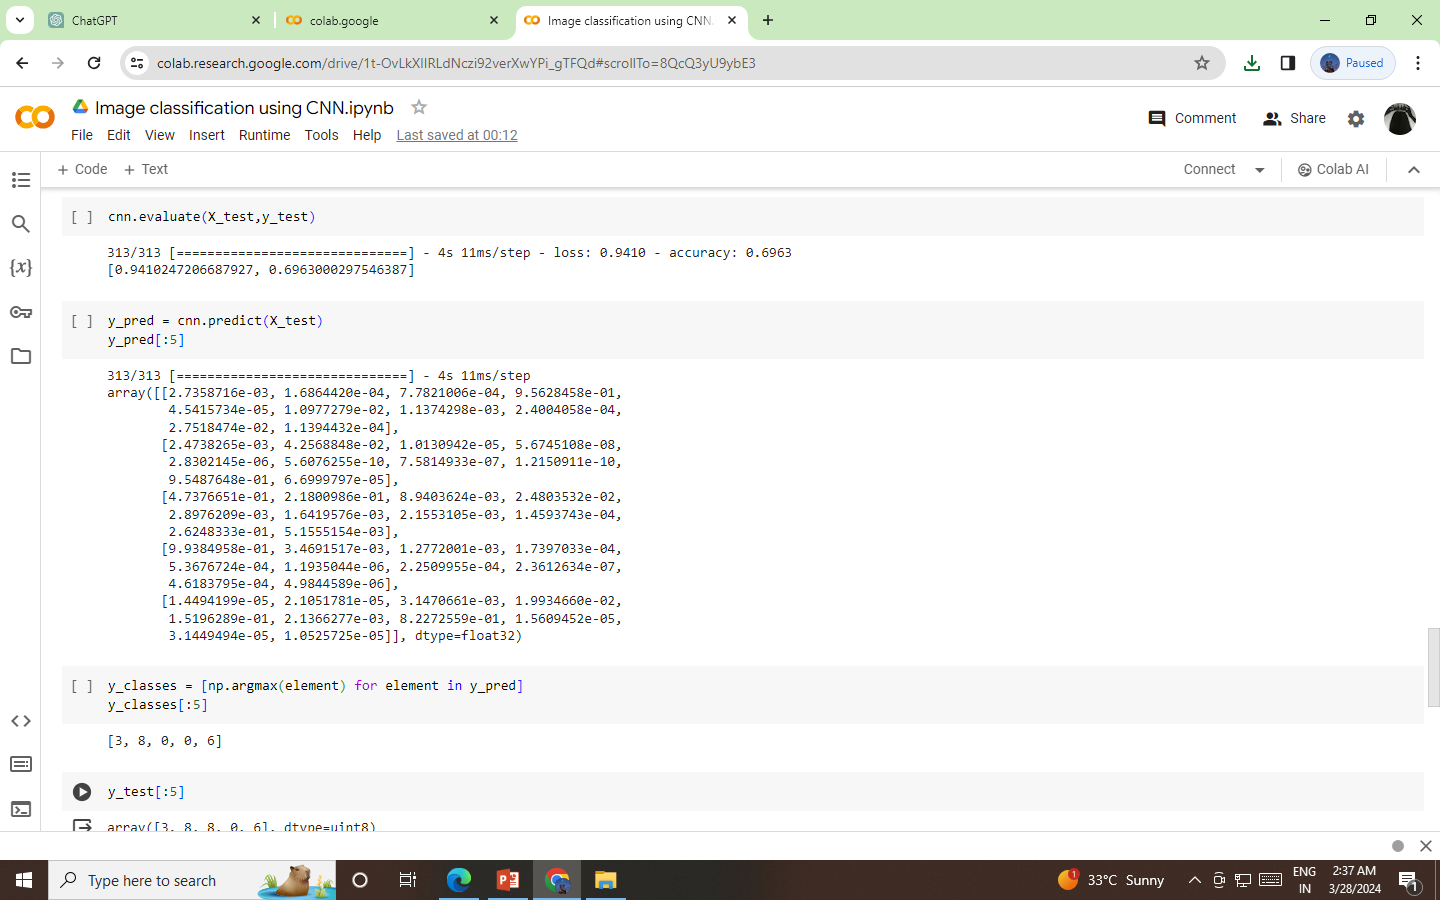 ChatGPT
colab.google
Image classification using CNN.
colab.research.google.com/drive/1t-OvLkXIIRLdNczi92verXwYPi_gTFQd#scrollTo=8QcQ3yU9ybE3
Paused
Image classification using CNN.ipynb
Comment
Share
File Edit View Insert Runtime Tools Help Last saved at 00:12
+ Code + Text
Connect
Colab AI
[ ] cnn.evaluate(X_test,y_test)
313/313 [==============================] - 4s 11ms/step - loss: 0.9410 - accuracy: 0.6963
[0.9410247206687927, 0.6963000297546387]
[ ] y_pred = cnn.predict(X_test)
y_pred[:5]
313/313 [==============================] - 4s 11ms/step
array([[2.7358716e-03, 1.6864420e-04, 7.7821006e-04, 9.5628458e-01,
4.5415734e-05, 1.0977279e-02, 1.1374298e-03, 2.4004058e-04,
2.7518474e-02, 1.1394432e-04],
[2.4738265e-03, 4.2568848e-02, 1.0130942e-05, 5.6745108e-08,
2.8302145e-06, 5.6076255e-10, 7.5814933e-07, 1.2150911e-10,
9.5487648e-01, 6.6999797e-05],
[4.7376651e-01, 2.1800986e-01, 8.9403624e-03, 2.4803532e-02,
2.8976209e-03, 1.6419576e-03, 2.1553105e-03, 1.4593743e-04,
2.6248333e-01, 5.1555154e-03],
[9.9384958e-01, 3.4691517e-03, 1.2772001e-03, 1.7397033e-04,
5.3676724e-04, 1.1935044e-06, 2.2509955e-04, 2.3612634e-07,
4.6183795e-04, 4.9844589e-06],
[1.4494199e-05, 2.1051781e-05, 3.1470661e-03, 1.9934660e-02,
1.5196289e-01, 2.1366277e-03, 8.2272559e-01, 1.5609452e-05,
3.1449494e-05, 1.0525725e-05]], dtype=float32)
[ ] y_classes = [np.argmax(element) for element in y_pred]
y_classes[:5]
[3, 8, 0, 0, 6]
y_test[:5]
array([3, 8, 8, 0, 6], dtype=uint8)
Type here to search
33°C Sunny
ENG
IN
2:37 AM
3/28/2024